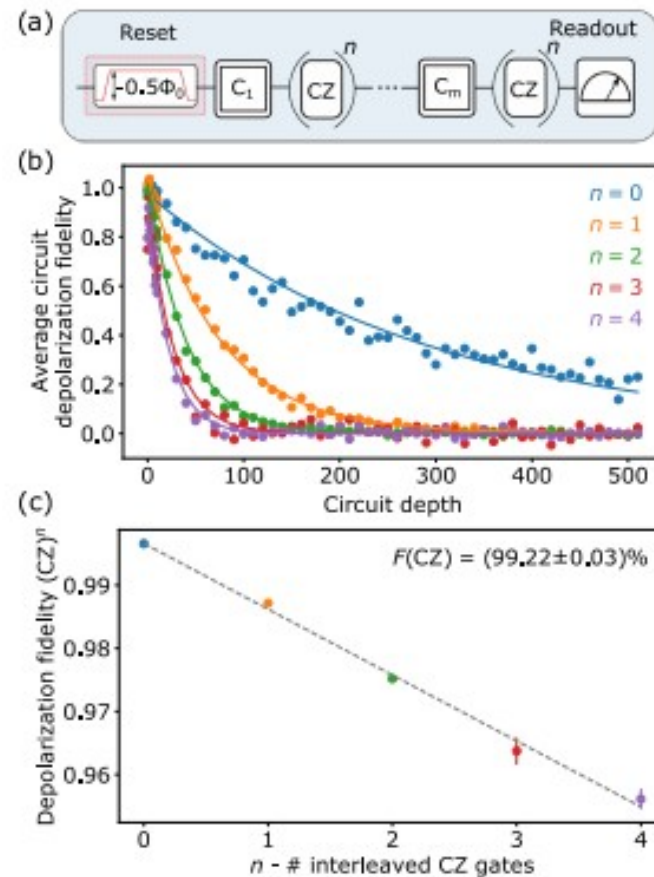 (a)
Reset
Readout
-0.5Φ₀
C₁
(CZ)ⁿ
...
Cₘ
(CZ)ⁿ
(b)
Average circuit
depolarization fidelity
1.0
0.8
0.6
0.4
0.2
0.0
n = 0
n = 1
n = 2
n = 3
n = 4
0 100 200 300 400 500
Circuit depth
(c)
Depolarization fidelity (CZ)ⁿ
F(CZ) = (99.22±0.03)%
0.99
0.98
0.97
0.96
0 1 2 3 4
n - # interleaved CZ gates